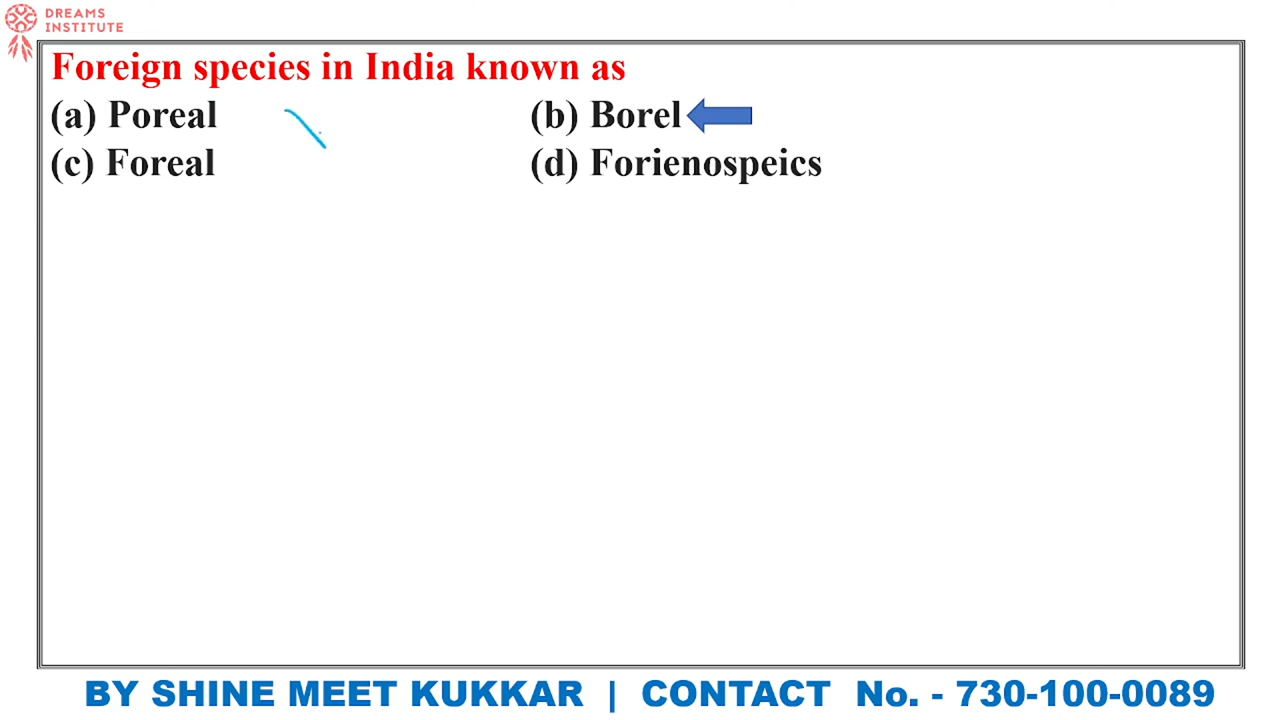 DREAMS
INSTITUTE
Foreign species in India known as
(a) Poreal (b) Borel
(c) Foreal (d) Forienospeics
BY SHINE MEET KUKKAR | CONTACT No. - 730-100-0089